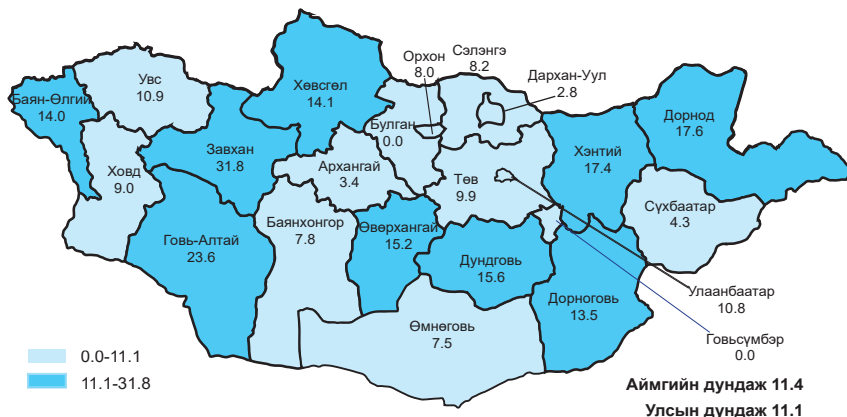 Орхон
8.0
Сэлэнгэ
8.2
Дархан-Уул
2.8
Увс
10.9
Хөвсгөл
14.1
Баян-Өлгий
14.0
Дорнод
17.6
Булган
0.0
Завхан
31.8
Хэнтий
17.4
Архангай
3.4
Ховд
9.0
Төв
9.9
Сүхбаатар
4.3
Баянхонгор
7.8
Өвөрхангай
15.2
Говь-Алтай
23.6
Дундговь
15.6
Улаанбаатар
10.8
Дорноговь
13.5
Өмнөговь
7.5
Говьсүмбэр
0.0
0.0-11.1
11.1-31.8
Аймгийн дундаж 11.4
Улсын дундаж 11.1